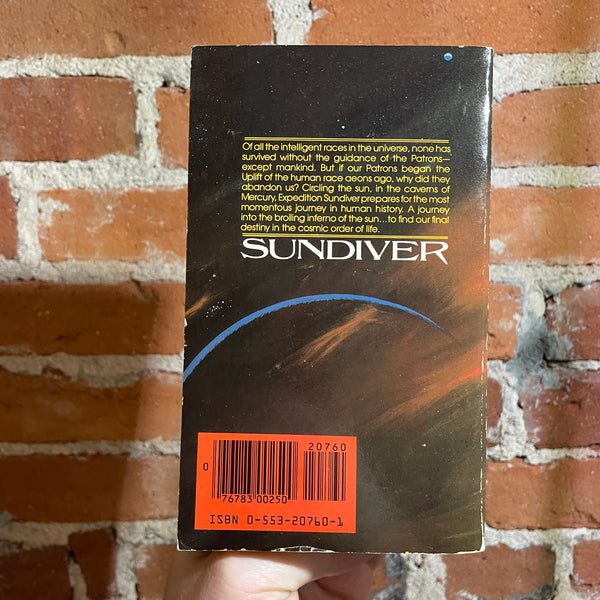 Of all the intelligent races in the universe, none has
survived without the guidance of the Patrons—
except mankind. But if our Patrons began the
Uplift of the human race aeons ago, why did they
abandon us? Circling the sun, in the caverns of
Mercury, Expedition Sundiver prepares for the most
momentous journey in human history. A journey
into the broiling inferno of the sun...to find our final
destiny in the cosmic order of life.
SUNDIVER
20760
0
76783 00250
ISBN 0-553-20760-1